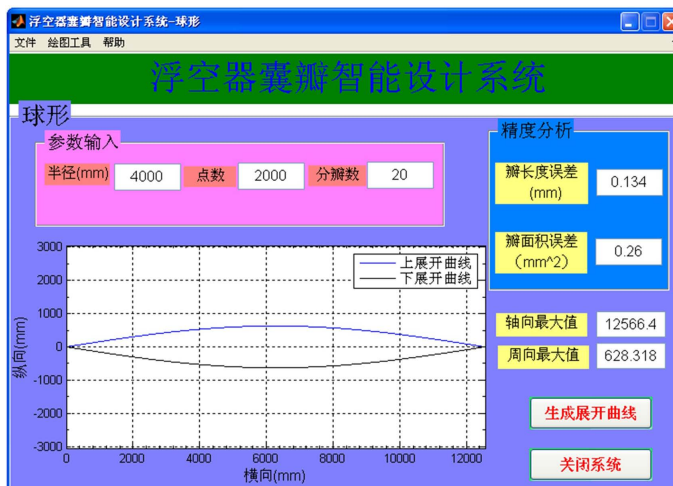 浮空器囊瓣智能设计系统-球形
文件 绘图工具 帮助
浮空器囊瓣智能设计系统
球形
参数输入
半径(mm) 4000 点数 2000 分瓣数 20
精度分析
瓣长度误差
(mm)
0.134
瓣面积误差
(mm^2)
0.26
轴向最大值 12566.4
周向最大值 628.318
生成展开曲线
关闭系统
上展开曲线
下展开曲线
纵向(mm)
3000
2000
1000
0
-1000
-2000
-3000
0 2000 4000 6000 8000 10000 12000
横向(mm)